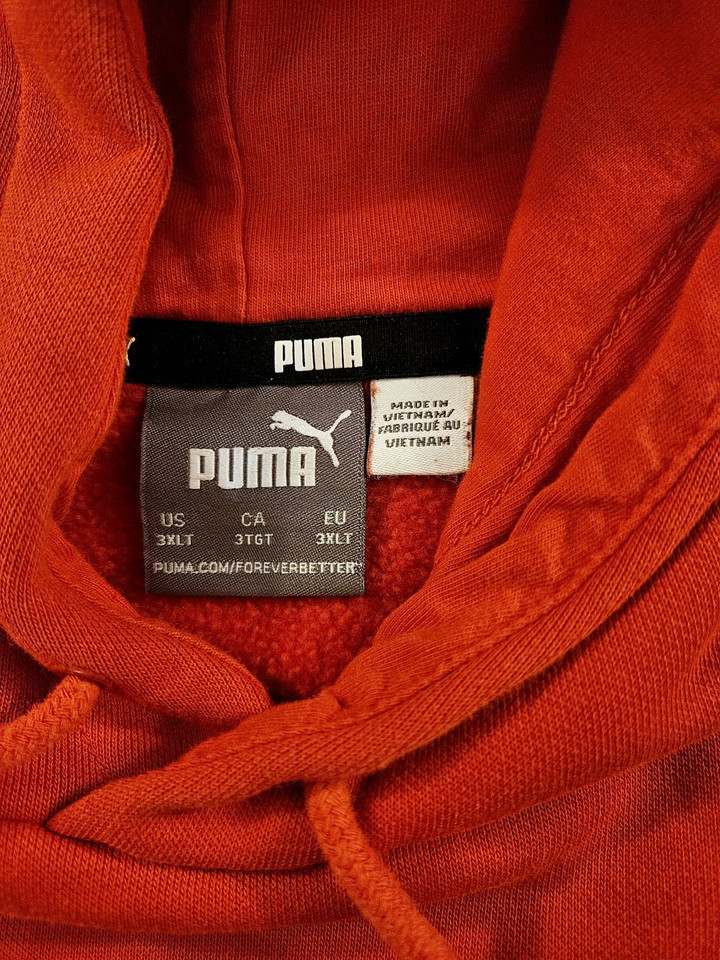 PUMA
MADE IN
VIETNAM/
FABRIQUÉ AU
VIETNAM
PUMA
US CA EU
3XLT 3TGT 3XLT
PUMA.COM/FOREVERBETTER